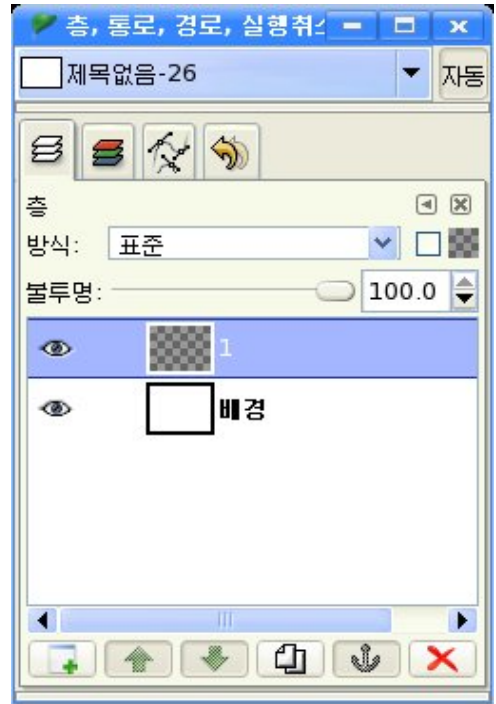 층, 통로, 경로, 실행취소
제목없음-26
자동
층
방식: 표준
불투명: 100.0
1
배경